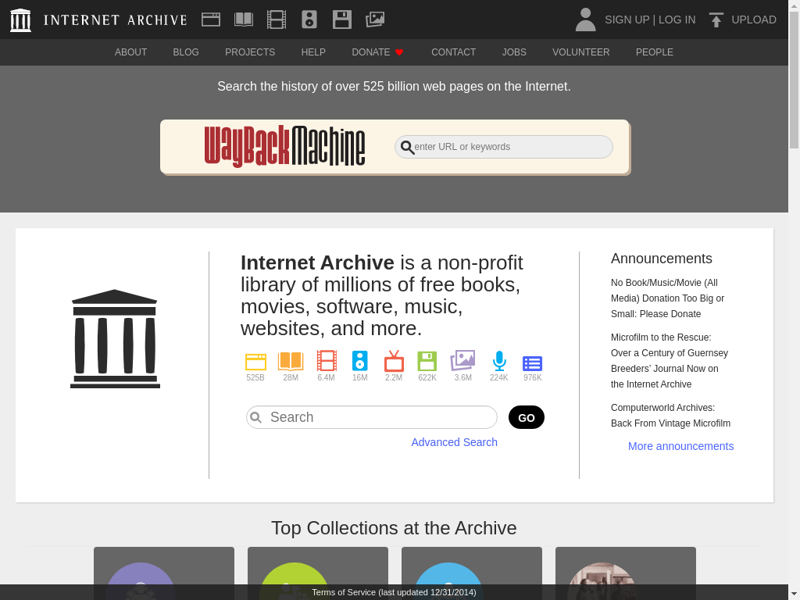 INTERNET ARCHIVE
SIGN UP | LOG IN
UPLOAD
ABOUT
BLOG
PROJECTS
HELP
DONATE
CONTACT
JOBS
VOLUNTEER
PEOPLE
Search the history of over 525 billion web pages on the Internet.
WayBackMachine
enter URL or keywords
Internet Archive is a non-profit
library of millions of free books,
movies, software, music,
websites, and more.
525B
28M
6.4M
16M
2.2M
622K
3.6M
224K
976K
Search
GO
Advanced Search
Announcements
No Book/Music/Movie (All
Media) Donation Too Big or
Small: Please Donate
Microfilm to the Rescue:
Over a Century of Guernsey
Breeders' Journal Now on
the Internet Archive
Computerworld Archives:
Back From Vintage Microfilm
More announcements
Top Collections at the Archive
Terms of Service (last updated 12/31/2014)